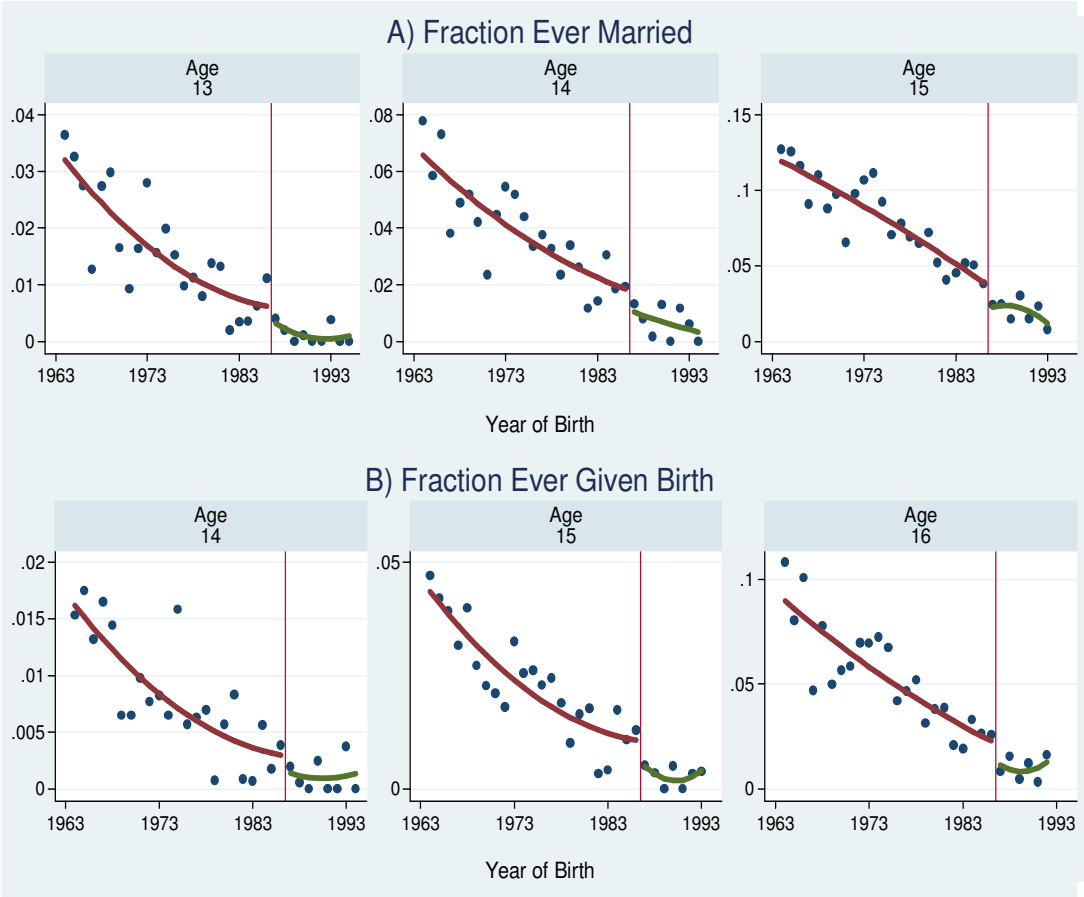 A) Fraction Ever Married
Age
13
Age
14
Age
15
.04
.03
.02
.01
0
1963 1973 1983 1993
.08
.06
.04
.02
0
1963 1973 1983 1993
.15
.1
.05
0
1963 1973 1983 1993
Year of Birth
B) Fraction Ever Given Birth
Age
14
Age
15
Age
16
.02
.015
.01
.005
0
1963 1973 1983 1993
.05
0
1963 1973 1983 1993
.1
.05
0
1963 1973 1983 1993
Year of Birth